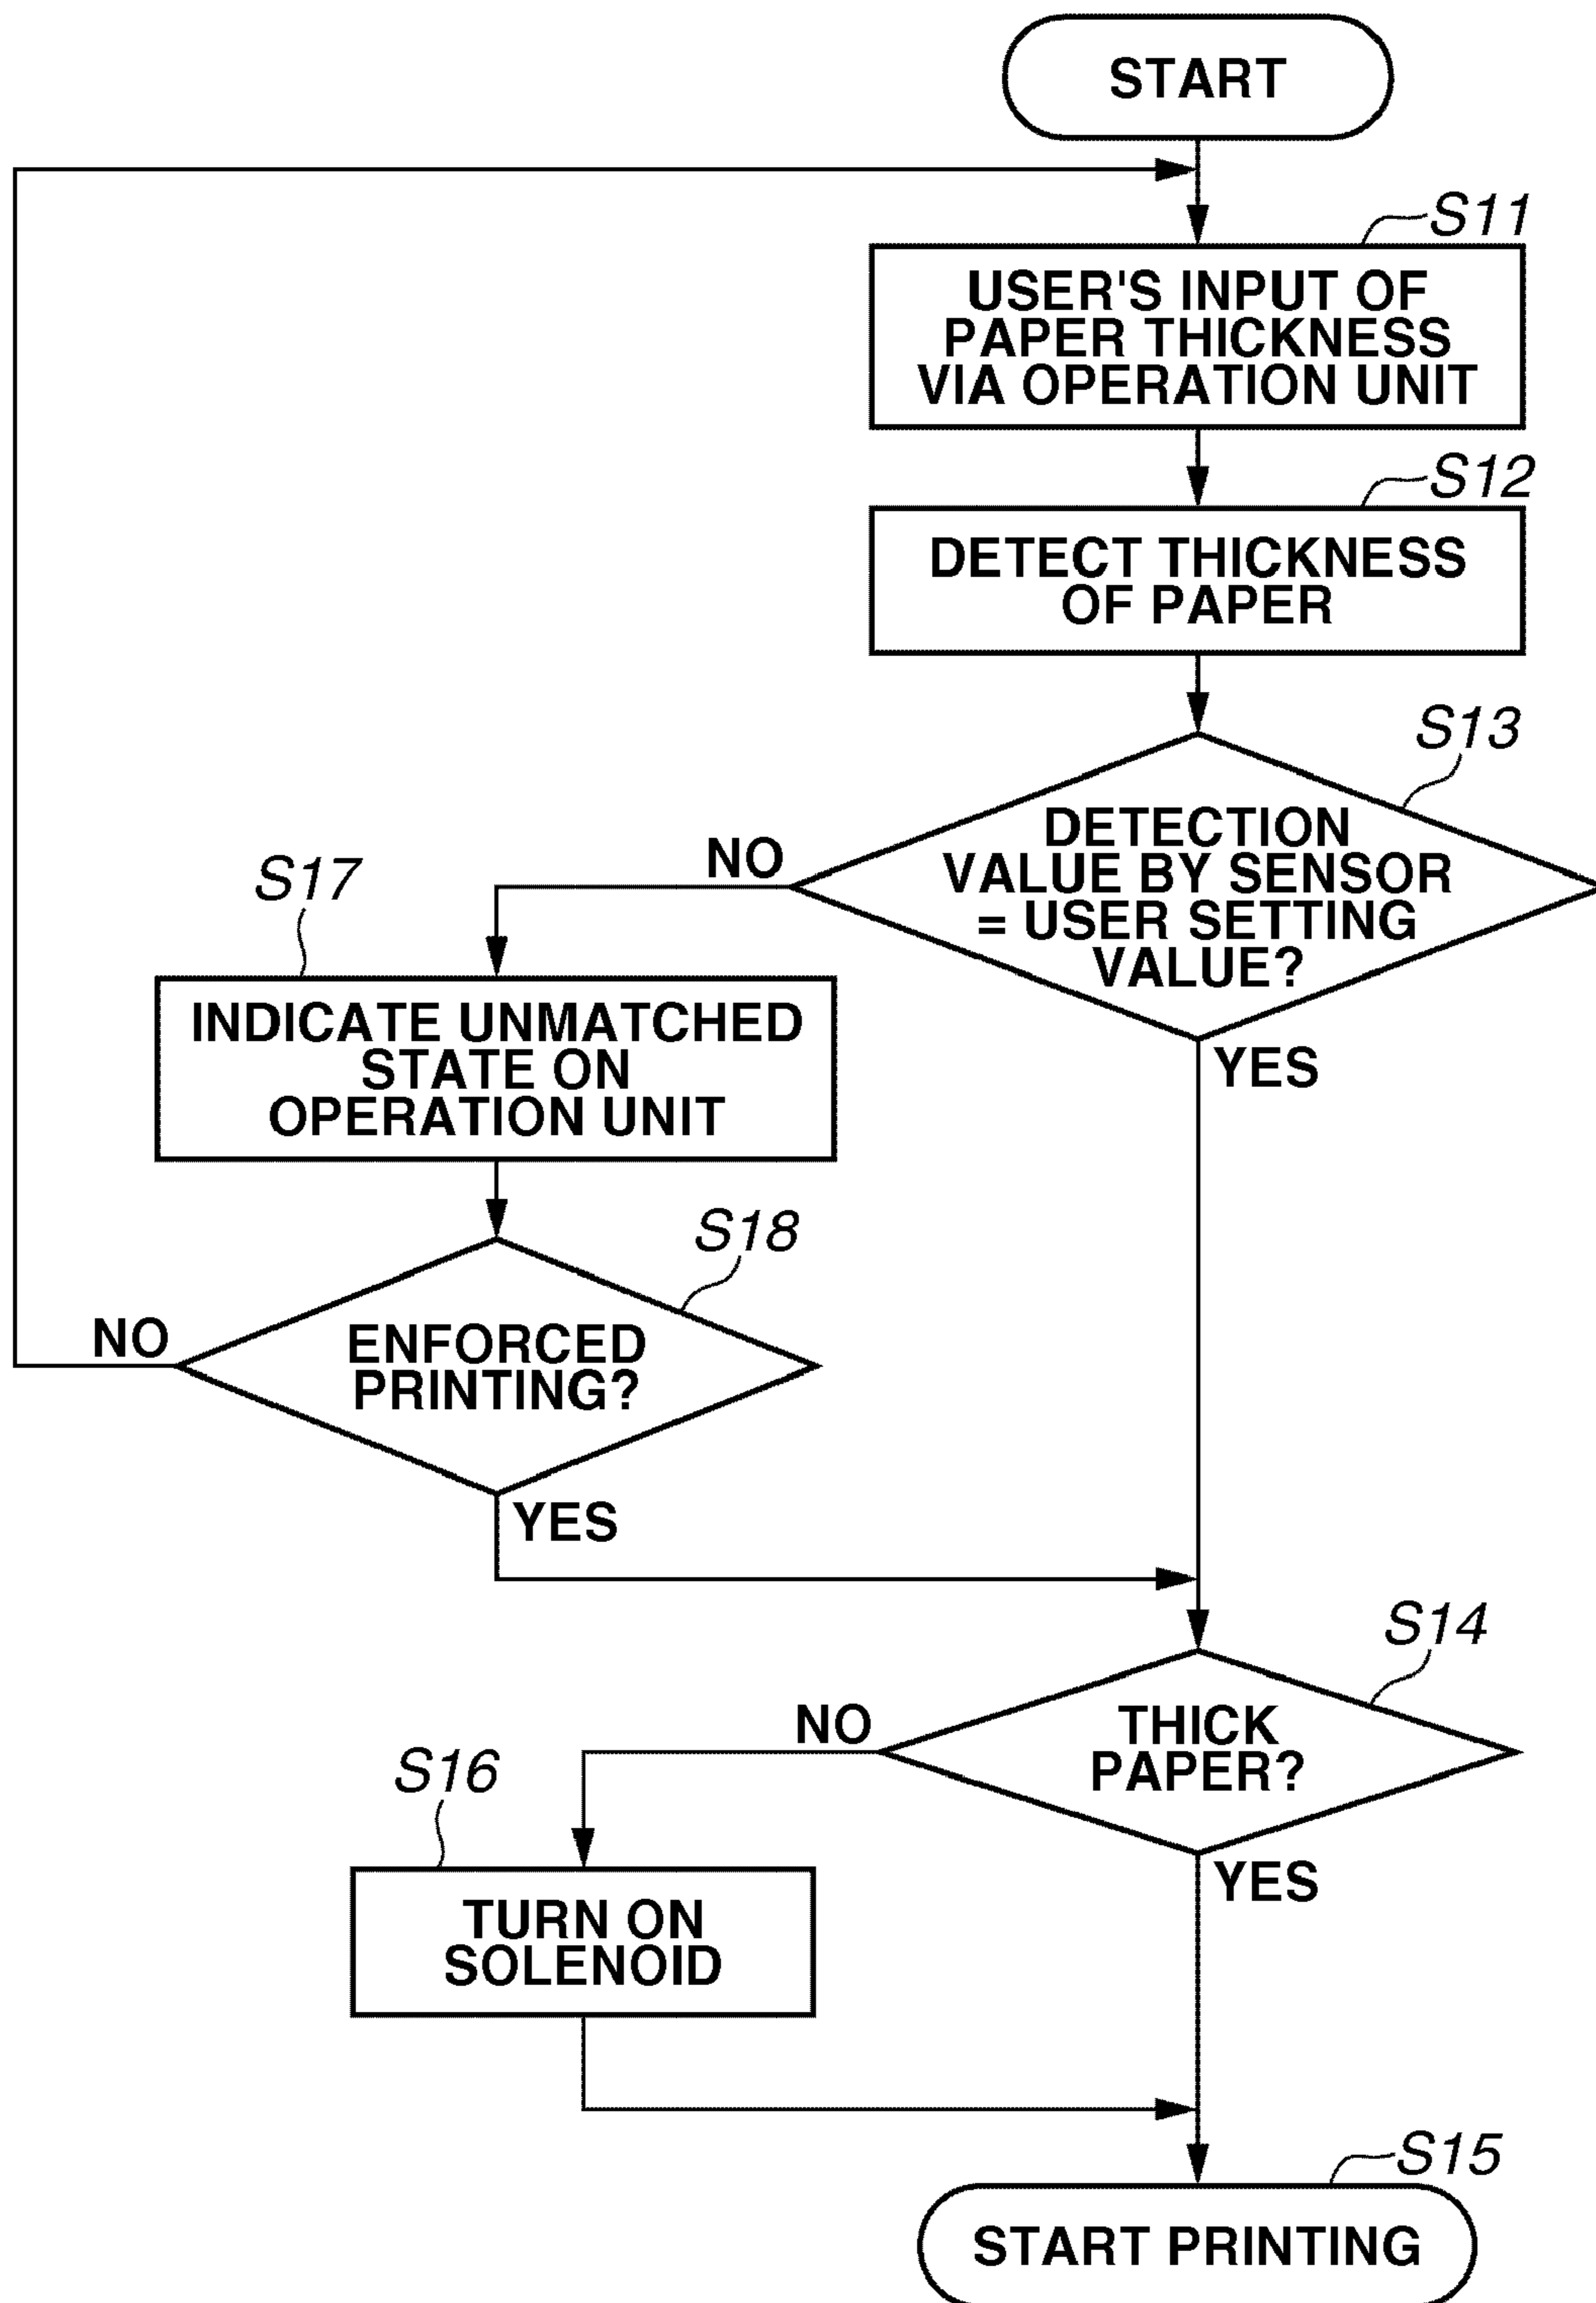 START
S11
USER'S INPUT OF
PAPER THICKNESS
VIA OPERATION UNIT
S12
DETECT THICKNESS
OF PAPER
S13
DETECTION
VALUE BY SENSOR
= USER SETTING
VALUE?
NO
YES
S17
INDICATE UNMATCHED
STATE ON
OPERATION UNIT
S18
ENFORCED
PRINTING?
NO
YES
S14
THICK
PAPER?
NO
YES
S16
TURN ON
SOLENOID
S15
START PRINTING